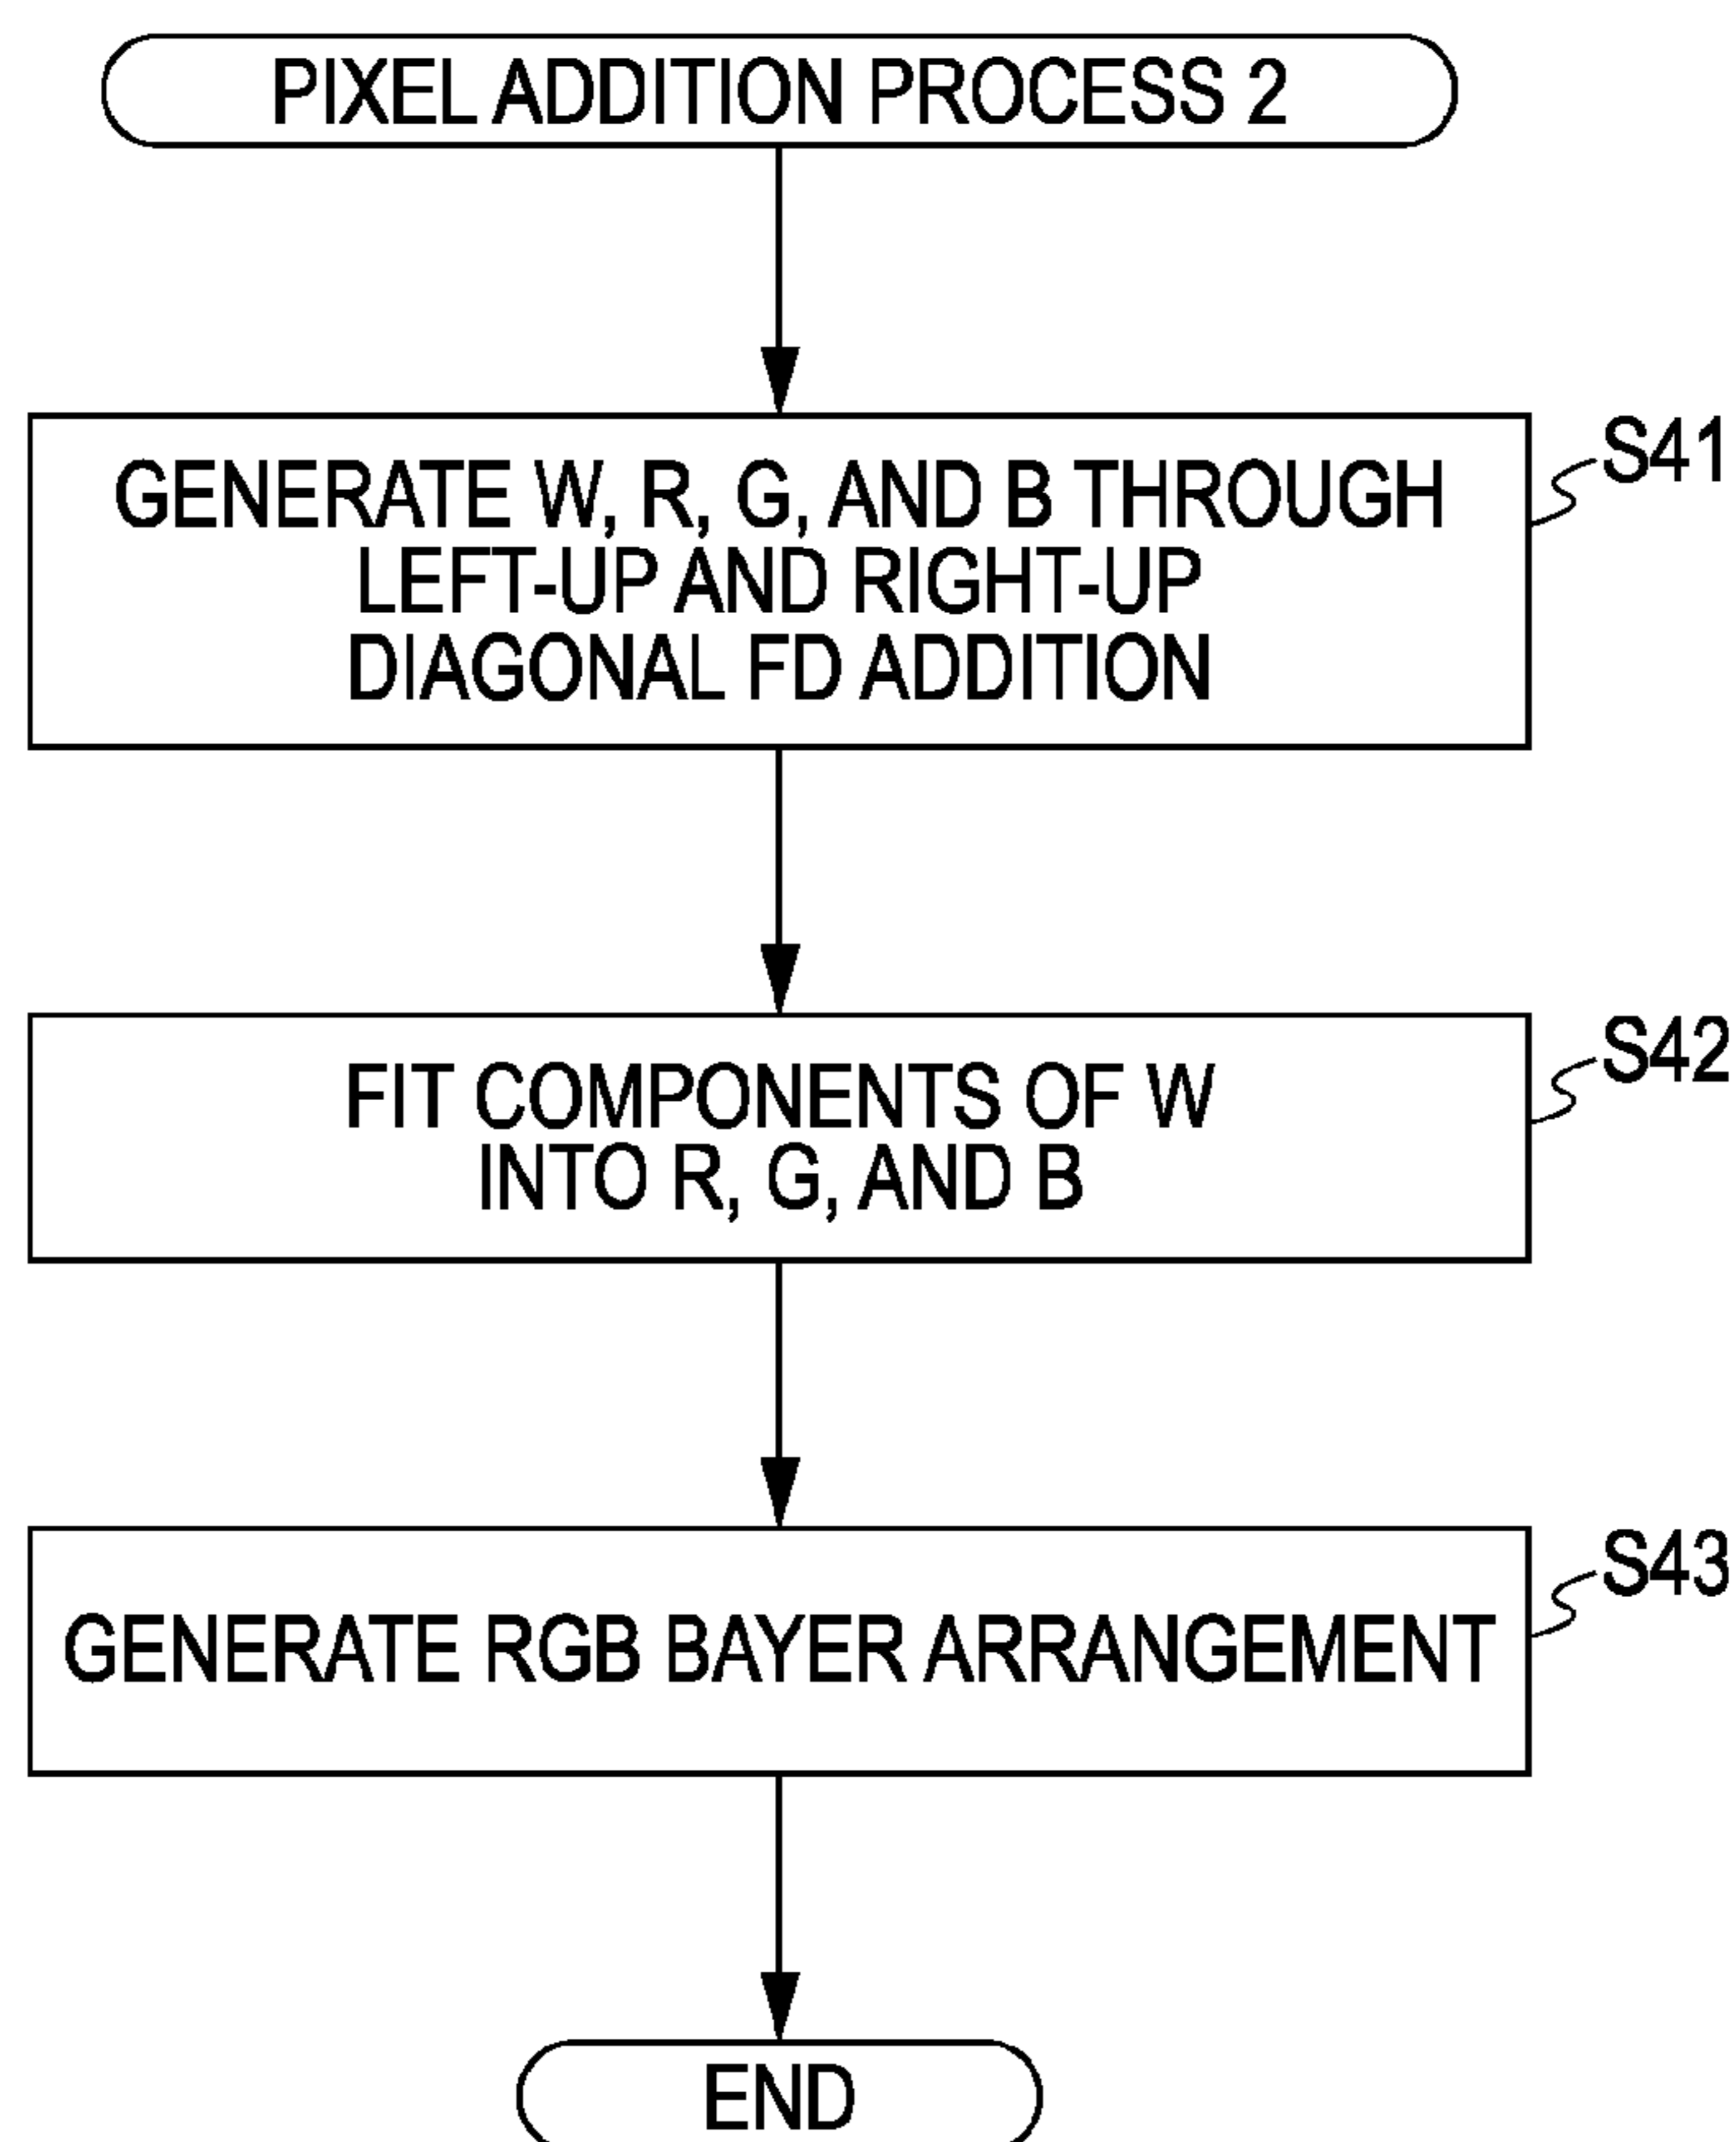 PIXEL ADDITION PROCESS 2
GENERATE W, R, G, AND B THROUGH
LEFT-UP AND RIGHT-UP
DIAGONAL FD ADDITION
S41
FIT COMPONENTS OF W
INTO R, G, AND B
S42
GENERATE RGB BAYER ARRANGEMENT
S43
END